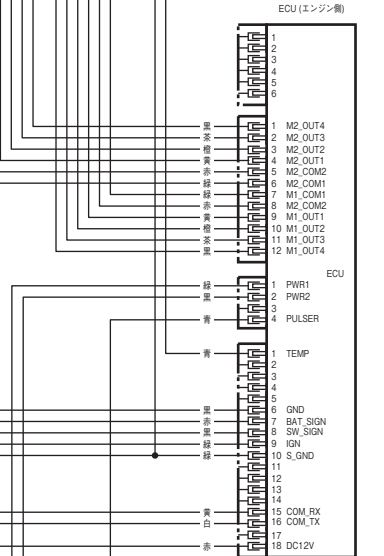 ECU (エンジン側)
1
2
3
4
5
6
黒 1 M2_OUT4
茶 2 M2_OUT3
橙 3 M2_OUT2
黄 4 M2_OUT1
赤 5 M2_COM2
緑 6 M2_COM1
緑 7 M1_COM1
赤 8 M1_COM2
黄 9 M1_OUT1
橙 10 M1_OUT2
茶 11 M1_OUT3
黒 12 M1_OUT4
ECU
緑 1 PWR1
黒 2 PWR2
3
青 4 PULSER
青 1 TEMP
2
3
4
5
黒 6 GND
赤 7 BAT_SIGN
黒 8 SW_SIGN
緑 9 IGN
緑 10 S_GND
11
12
13
14
黄 15 COM_RX
白 16 COM_TX
17
赤 18 DC12V